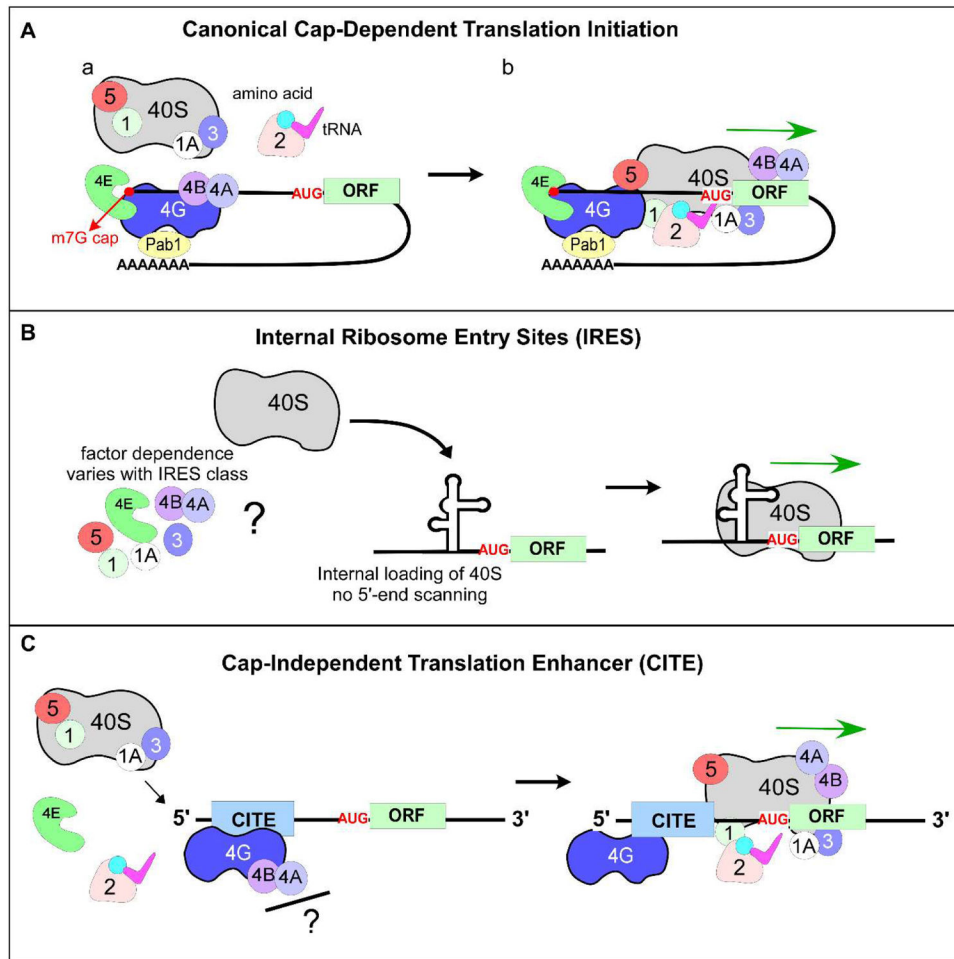 A
Canonical Cap-Dependent Translation Initiation
a
5
40S
1
1A
3
amino acid
2
tRNA
4E
4B
4A
4G
AUG
ORF
m7G cap
Pab1
AAAAAAA
b
4B
4A
5
40S
4E
AUG
ORF
4G
1
2
1A
3
Pab1
AAAAAAA
B
Internal Ribosome Entry Sites (IRES)
40S
factor dependence
varies with IRES class
4E
4B
4A
5
3
1A
1
?
AUG
ORF
Internal loading of 40S
no 5'-end scanning
40S
AUG
ORF
C
Cap-Independent Translation Enhancer (CITE)
5
40S
1
1A
3
4E
2
5'
CITE
AUG
ORF
3'
4G
4B
4A
?
5
4A
40S
4B
5'
CITE
AUG
ORF
3'
4G
1
2
1A
3